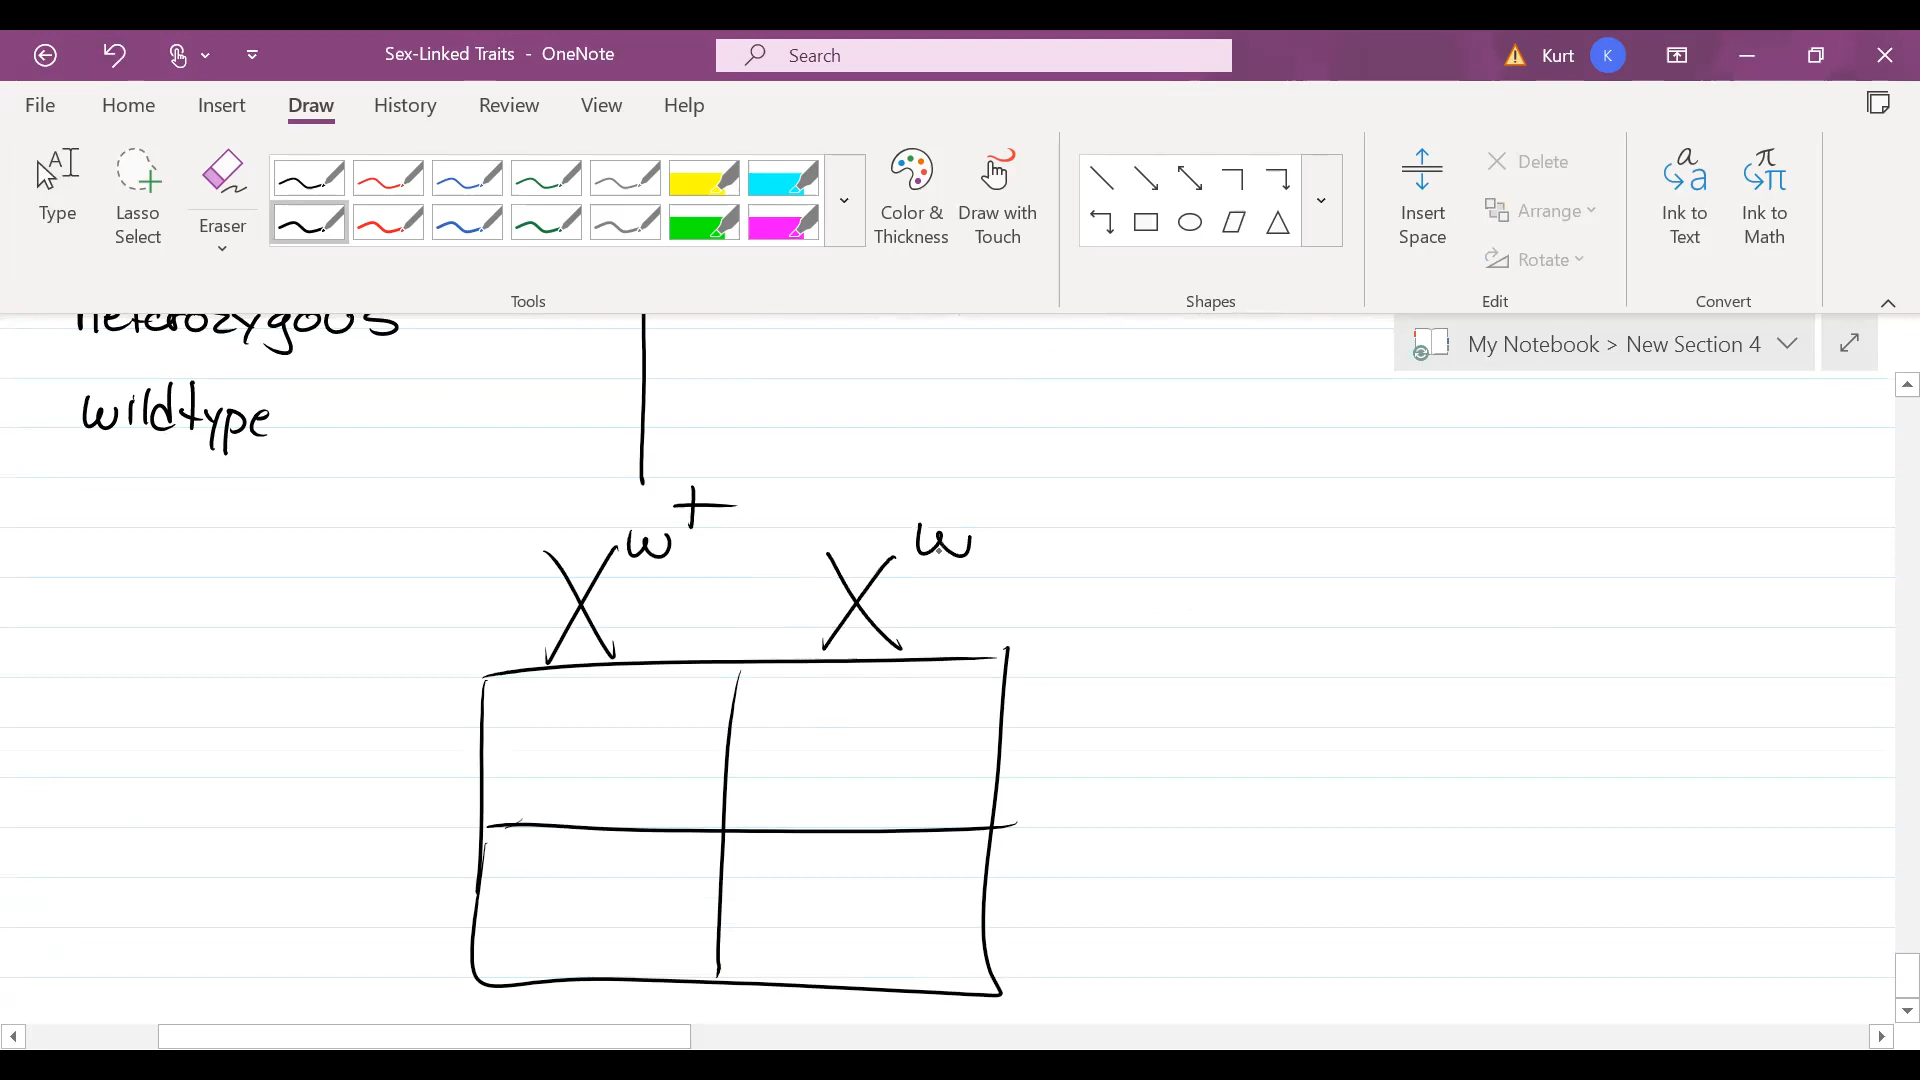 Sex-Linked Traits - OneNote
Search
Kurt
K
File Home Insert Draw History Review View Help
Type
Lasso Select
Eraser
Color & Thickness
Draw with Touch
Insert Space
Delete
Arrange
Rotate
Ink to Text
Ink to Math
Tools
Shapes
Edit
Convert
My Notebook > New Section 4
heterozygous
wildtype
X^w+ X^w